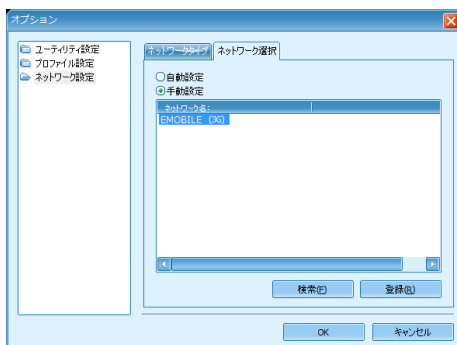 オプション
ユーティリティ設定
プロファイル設定
ネットワーク設定
ネットワークタイプ ネットワーク選択
自動設定
手動設定
ネットワーク名:
EMOBILE (3G)
検索(F) 登録(R)
OK キャンセル